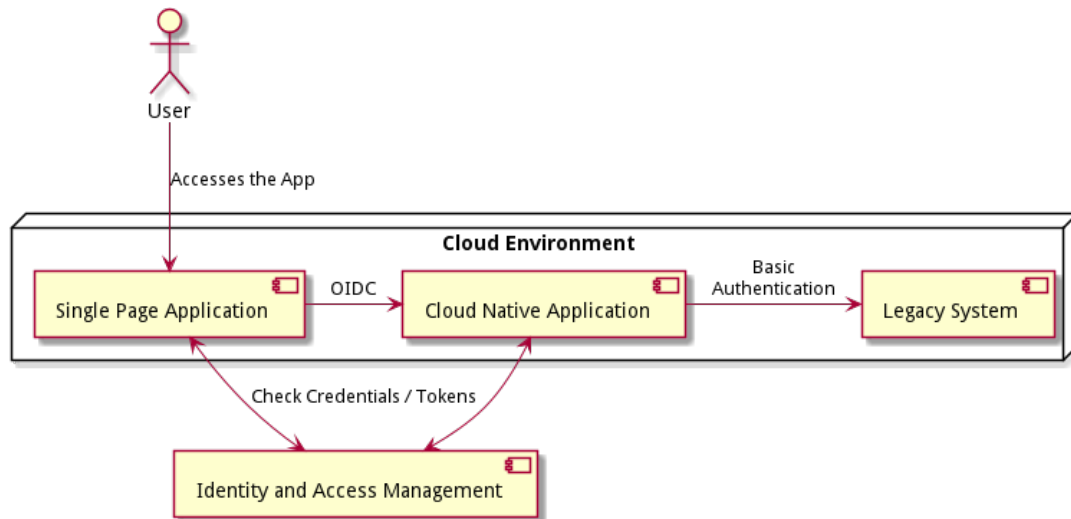 User
Accesses the App
Cloud Environment
Single Page Application
OIDC
Cloud Native Application
Basic
Authentication
Legacy System
Check Credentials / Tokens
Identity and Access Management